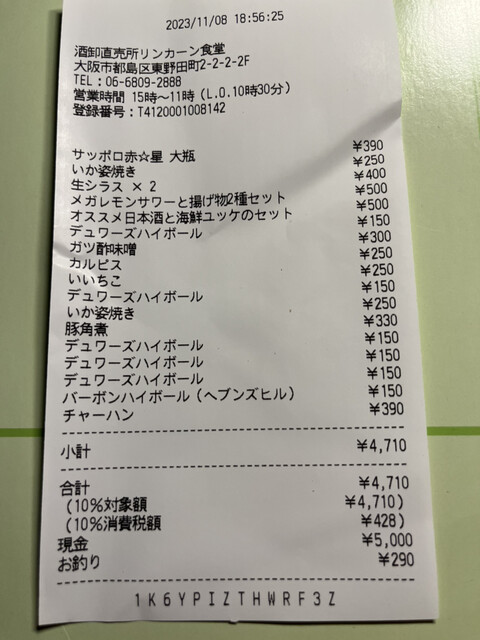 2023/11/08 18:56:25
酒卸直売所リンカーン食堂
大阪市都島区東野田町2-2-2-2F
TEL：06-6809-2888
営業時間 15時〜11時（L.O.10時30分）
登録番号：T4120001008142
サッポロ赤☆星 大瓶 ¥390
いか姿焼き ¥250
生シラス × 2 ¥400
メガレモンサワーと揚げ物2種セット ¥500
オススメ日本酒と海鮮ユッケのセット ¥500
デュワーズハイボール ¥150
ガツ酢味噌 ¥300
カルピス ¥250
いいちこ ¥250
デュワーズハイボール ¥150
いか姿焼き ¥250
豚角煮 ¥330
デュワーズハイボール ¥150
デュワーズハイボール ¥150
デュワーズハイボール ¥150
バーボンハイボール（ヘブンズヒル） ¥150
チャーハン ¥390
小計 ¥4,710
合計 ¥4,710
（10%対象額 ¥4,710）
（10%消費税額 ¥428）
現金 ¥5,000
お釣り ¥290
1K6YPIZTHWRF3Z